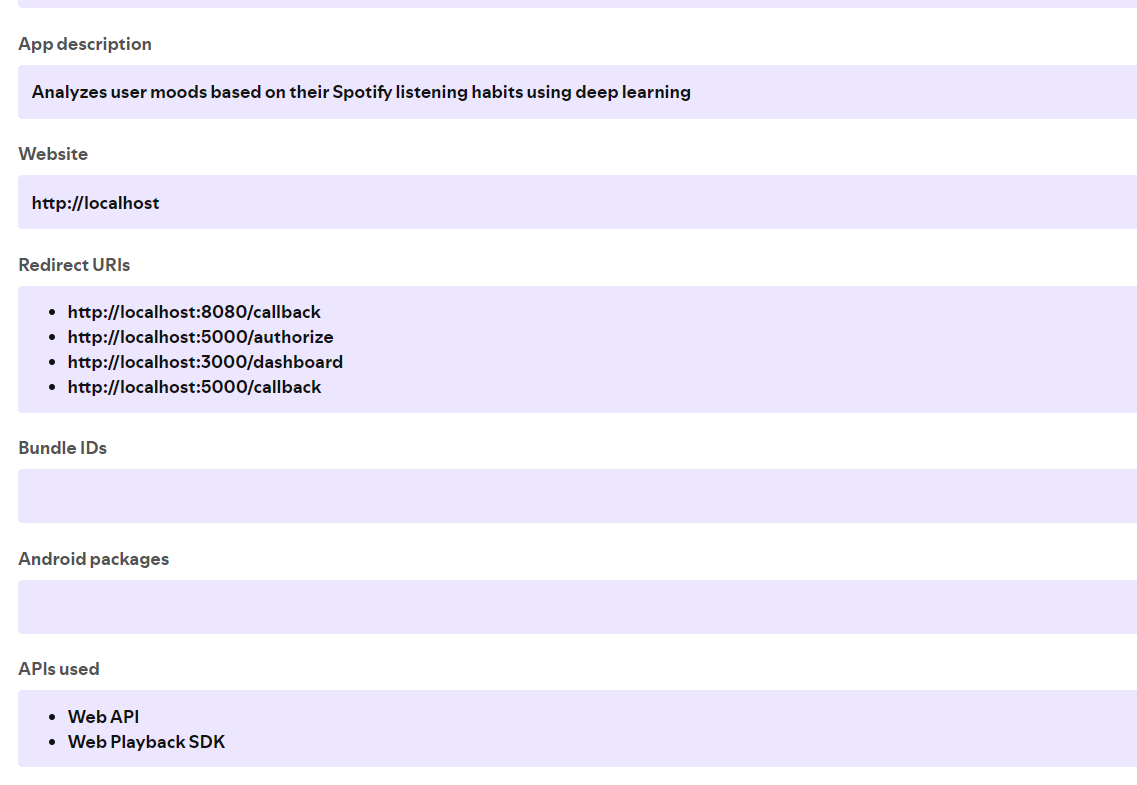 App description
Analyzes user moods based on their Spotify listening habits using deep learning
Website
http://localhost
Redirect URIs
• http://localhost:8080/callback
• http://localhost:5000/authorize
• http://localhost:3000/dashboard
• http://localhost:5000/callback
Bundle IDs
Android packages
APIs used
• Web API
• Web Playback SDK